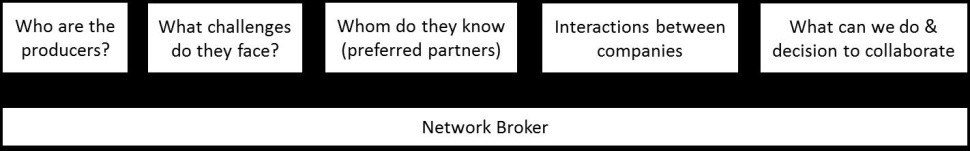 Who are the
producers?
What challenges
do they face?
Whom do they know
(preferred partners)
Interactions between
companies
What can we do &
decision to collaborate
Network Broker